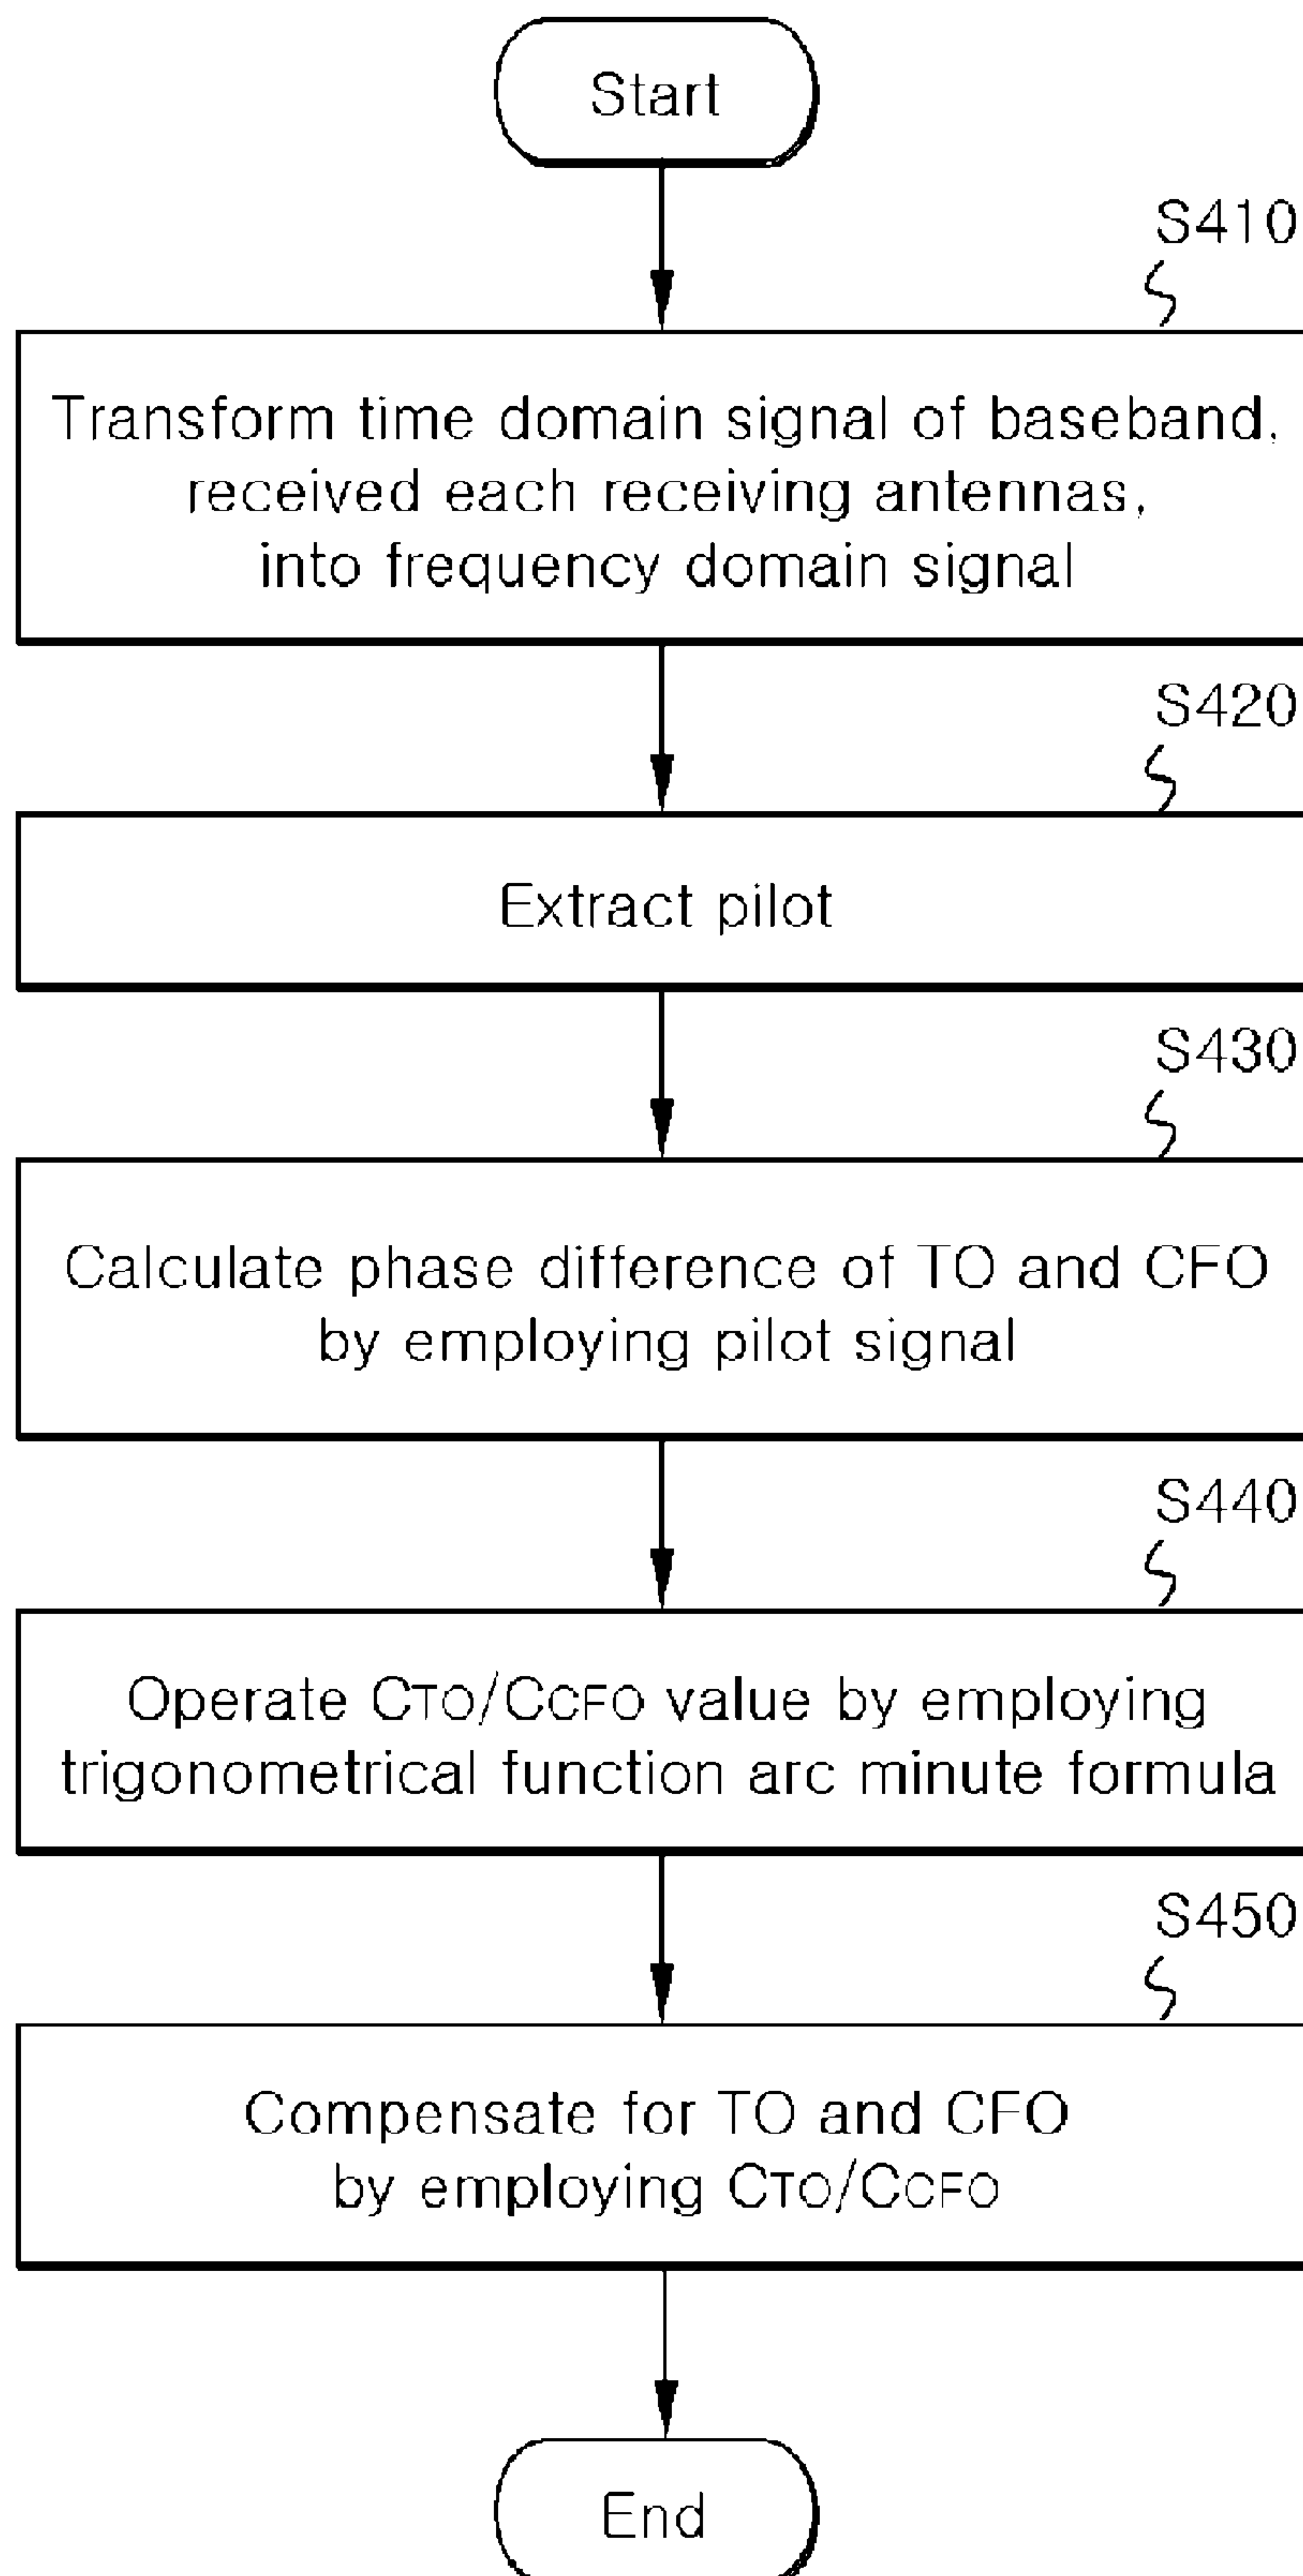 Start
S410
Transform time domain signal of baseband,
received each receiving antennas,
into frequency domain signal
S420
Extract pilot
S430
Calculate phase difference of TO and CFO
by employing pilot signal
S440
Operate CTO/CCFO value by employing
trigonometrical function arc minute formula
S450
Compensate for TO and CFO
by employing CTO/CCFO
End